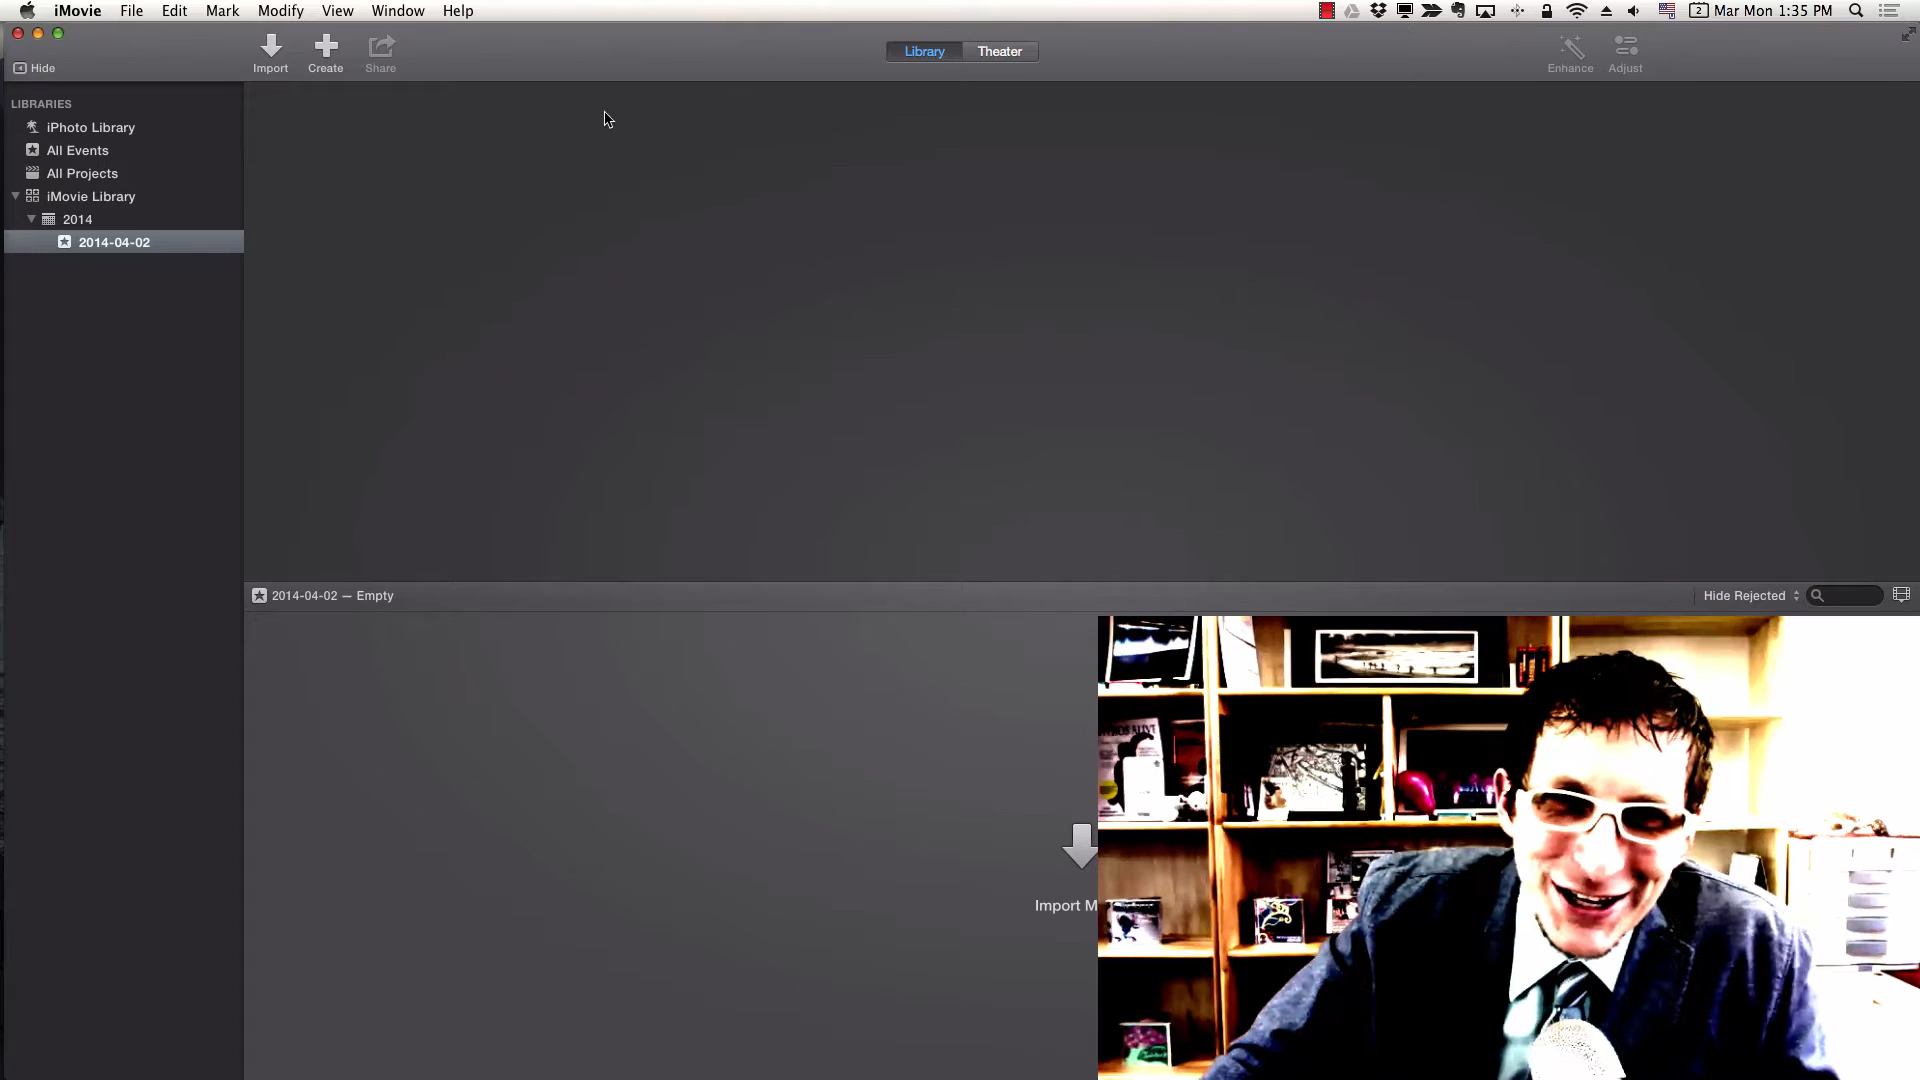 iMovie File Edit Mark Modify View Window Help
2 Mar Mon 1:35 PM
Hide
Import Create Share
Library Theater
Enhance Adjust
LIBRARIES
iPhoto Library
All Events
All Projects
iMovie Library
2014
2014-04-02
2014-04-02 — Empty
Hide Rejected
Import M